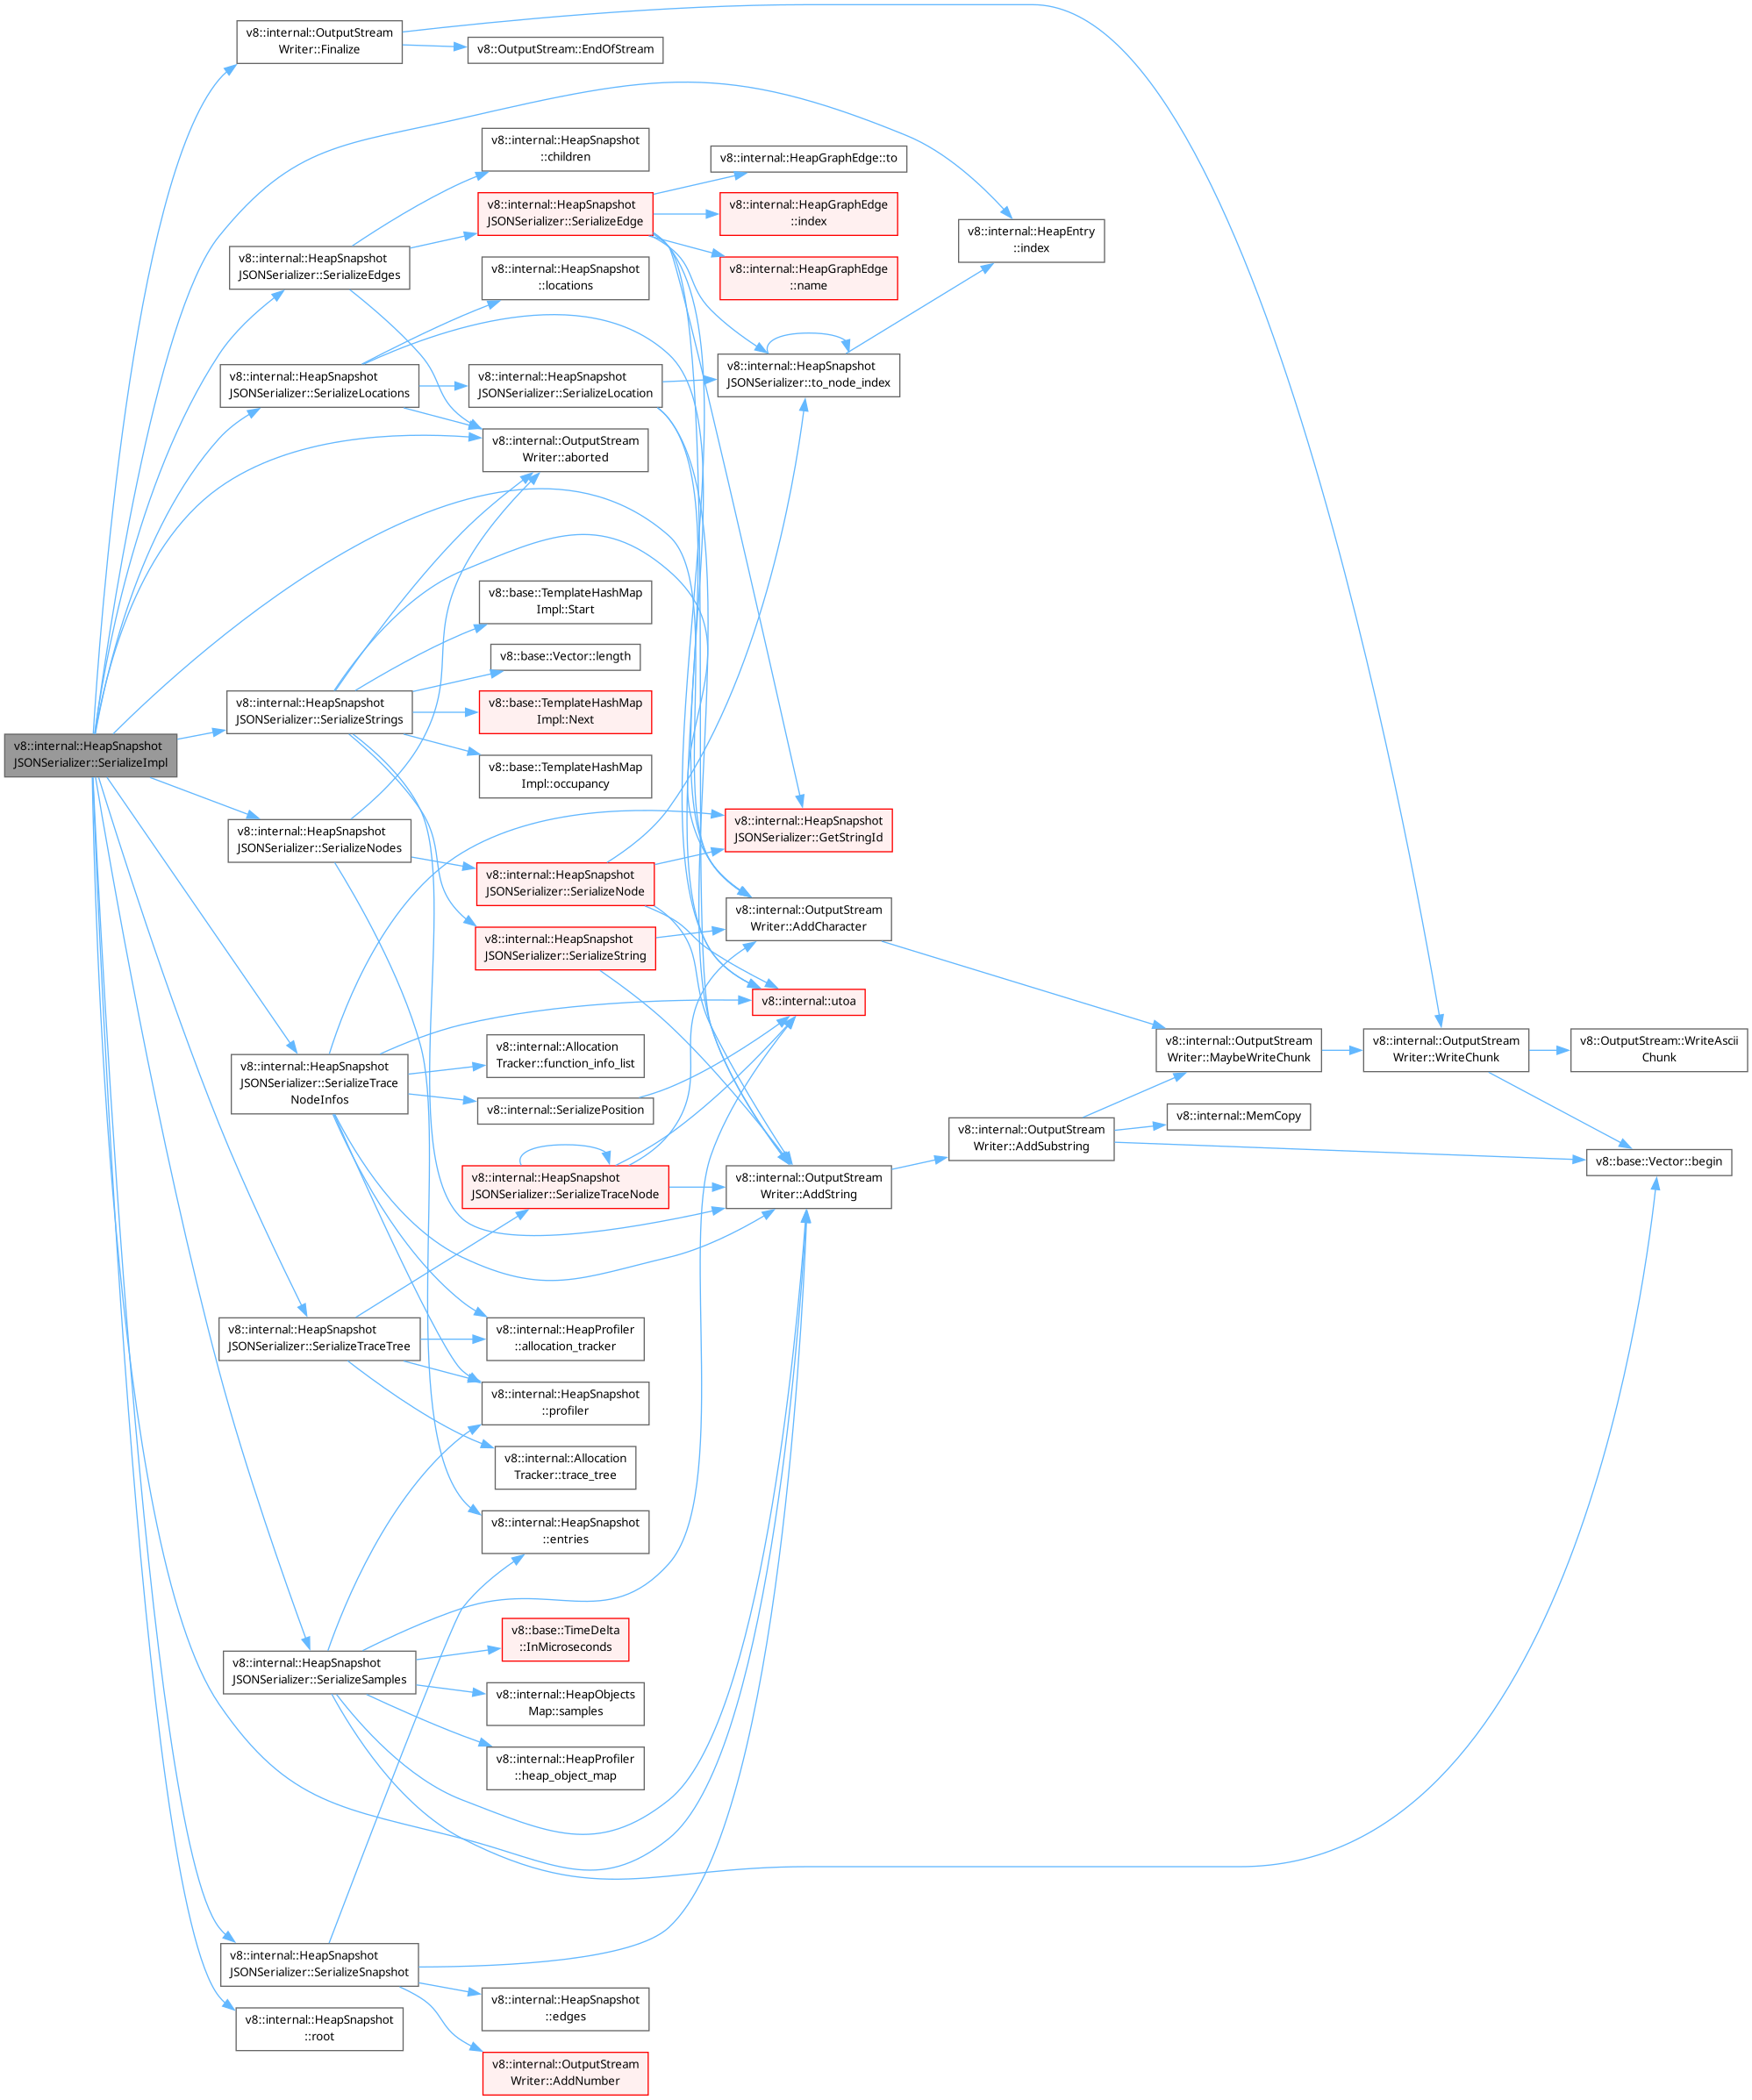 v8::internal::OutputStream
Writer::Finalize
v8::OutputStream::EndOfStream
v8::internal::HeapSnapshot
::children
v8::internal::HeapGraphEdge::to
v8::internal::HeapSnapshot
JSONSerializer::SerializeEdge
v8::internal::HeapGraphEdge
::index
v8::internal::HeapEntry
::index
v8::internal::HeapSnapshot
JSONSerializer::SerializeEdges
v8::internal::HeapSnapshot
::locations
v8::internal::HeapGraphEdge
::name
v8::internal::HeapSnapshot
JSONSerializer::SerializeLocations
v8::internal::HeapSnapshot
JSONSerializer::SerializeLocation
v8::internal::HeapSnapshot
JSONSerializer::to_node_index
v8::internal::OutputStream
Writer::aborted
v8::base::TemplateHashMap
Impl::Start
v8::base::Vector::length
v8::internal::HeapSnapshot
JSONSerializer::SerializeStrings
v8::base::TemplateHashMap
Impl::Next
v8::internal::HeapSnapshot
JSONSerializer::SerializeImpl
v8::base::TemplateHashMap
Impl::occupancy
v8::internal::HeapSnapshot
JSONSerializer::SerializeNodes
v8::internal::HeapSnapshot
JSONSerializer::GetStringId
v8::internal::HeapSnapshot
JSONSerializer::SerializeNode
v8::internal::OutputStream
Writer::AddCharacter
v8::internal::HeapSnapshot
JSONSerializer::SerializeString
v8::internal::utoa
v8::internal::HeapSnapshot
JSONSerializer::SerializeTrace
NodeInfos
v8::internal::Allocation
Tracker::function_info_list
v8::internal::OutputStream
Writer::MaybeWriteChunk
v8::internal::OutputStream
Writer::WriteChunk
v8::OutputStream::WriteAscii
Chunk
v8::internal::SerializePosition
v8::internal::MemCopy
v8::internal::OutputStream
Writer::AddSubstring
v8::base::Vector::begin
v8::internal::HeapSnapshot
JSONSerializer::SerializeTraceNode
v8::internal::OutputStream
Writer::AddString
v8::internal::HeapSnapshot
JSONSerializer::SerializeTraceTree
v8::internal::HeapProfiler
::allocation_tracker
v8::internal::HeapSnapshot
::profiler
v8::internal::Allocation
Tracker::trace_tree
v8::internal::HeapSnapshot
::entries
v8::base::TimeDelta
::InMicroseconds
v8::internal::HeapSnapshot
JSONSerializer::SerializeSamples
v8::internal::HeapObjects
Map::samples
v8::internal::HeapProfiler
::heap_object_map
v8::internal::HeapSnapshot
JSONSerializer::SerializeSnapshot
v8::internal::HeapSnapshot
::edges
v8::internal::HeapSnapshot
::root
v8::internal::OutputStream
Writer::AddNumber